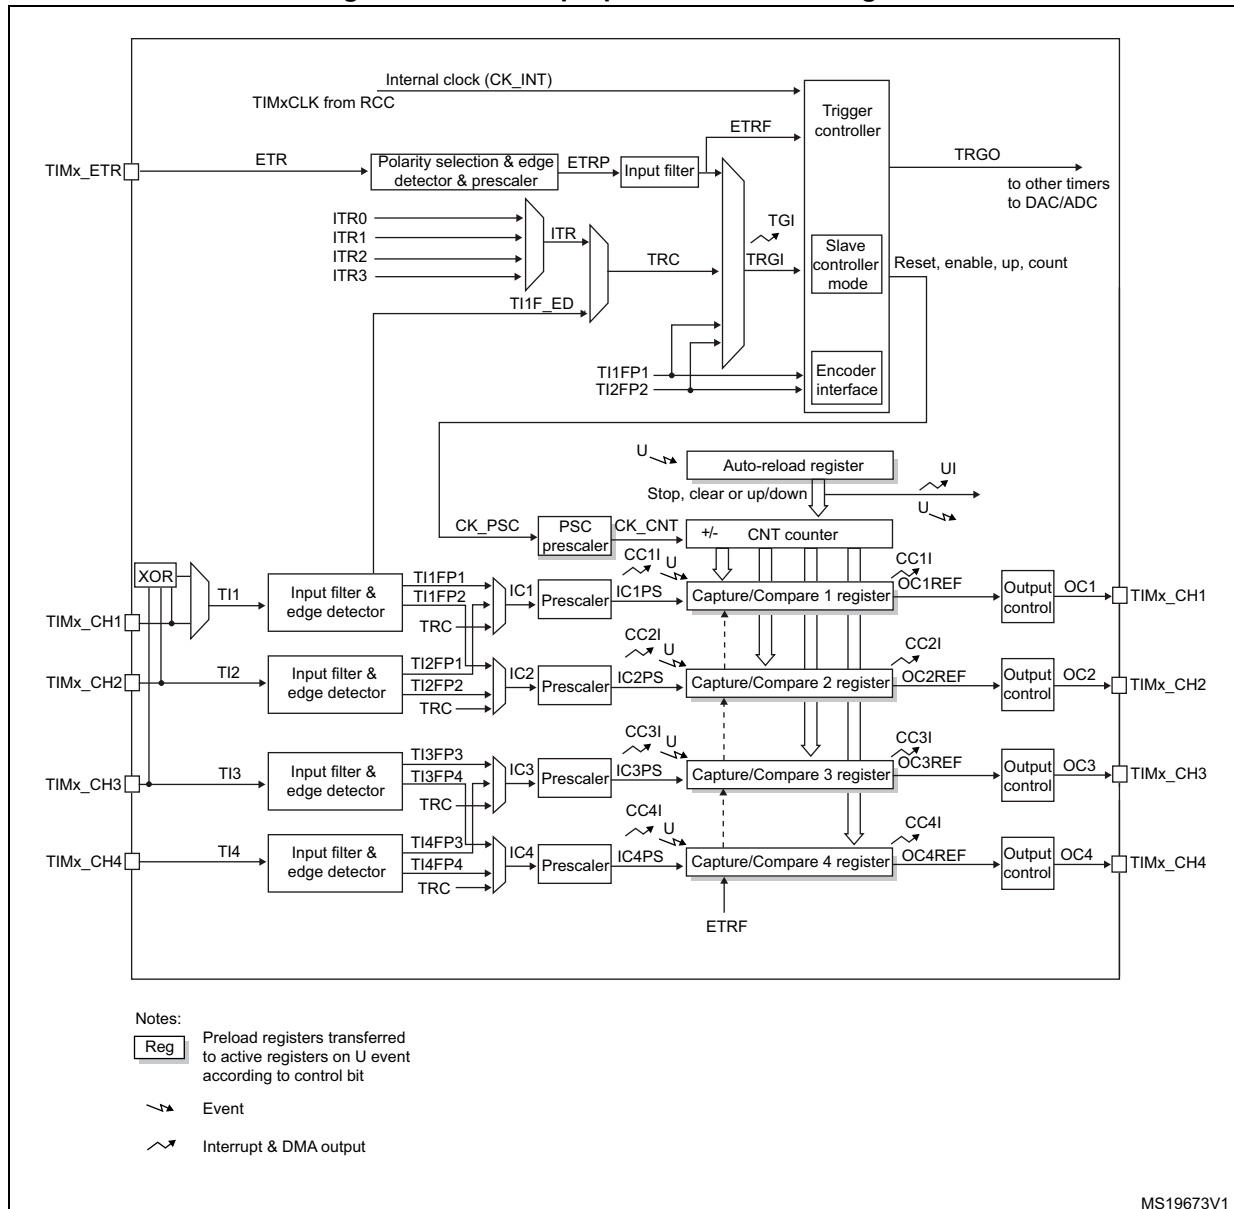 Internal clock (CK_INT)
TIMxCLK from RCC
Trigger
controller
ETRF
TIMx_ETR
ETR
Polarity selection & edge
detector & prescaler
ETRP
Input filter
TRGO
to other timers
to DAC/ADC
ITR0
ITR1
ITR2
ITR3
ITR
TRC
TGI
TRGI
Slave
controller
mode
Reset, enable, up, count
TI1F_ED
TI1FP1
TI2FP2
Encoder
interface
U
Auto-reload register
UI
Stop, clear or up/down
U
CK_PSC
PSC
prescaler
CK_CNT
+/-
CNT counter
XOR
TI1
TIMx_CH1
Input filter &
edge detector
TI1FP1
TI1FP2
TRC
IC1
Prescaler
IC1PS
CC1I
U
Capture/Compare 1 register
CC1I
OC1REF
Output
control
OC1
TIMx_CH1
TIMx_CH2
TI2
Input filter &
edge detector
TI2FP1
TI2FP2
TRC
IC2
Prescaler
IC2PS
CC2I
U
Capture/Compare 2 register
CC2I
OC2REF
Output
control
OC2
TIMx_CH2
TIMx_CH3
TI3
Input filter &
edge detector
TI3FP3
TI3FP4
TRC
IC3
Prescaler
IC3PS
CC3I
U
Capture/Compare 3 register
CC3I
OC3REF
Output
control
OC3
TIMx_CH3
TIMx_CH4
TI4
Input filter &
edge detector
TI4FP3
TI4FP4
TRC
IC4
Prescaler
IC4PS
CC4I
U
Capture/Compare 4 register
CC4I
OC4REF
Output
control
OC4
TIMx_CH4
ETRF
Notes:
Reg
Preload registers transferred
to active registers on U event
according to control bit
Event
Interrupt & DMA output
MS19673V1